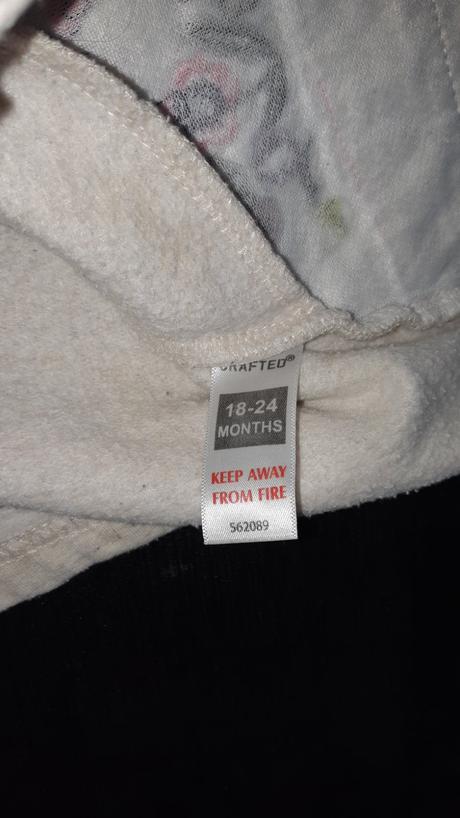 CRAFTED®
18-24
MONTHS
KEEP AWAY
FROM FIRE
562089